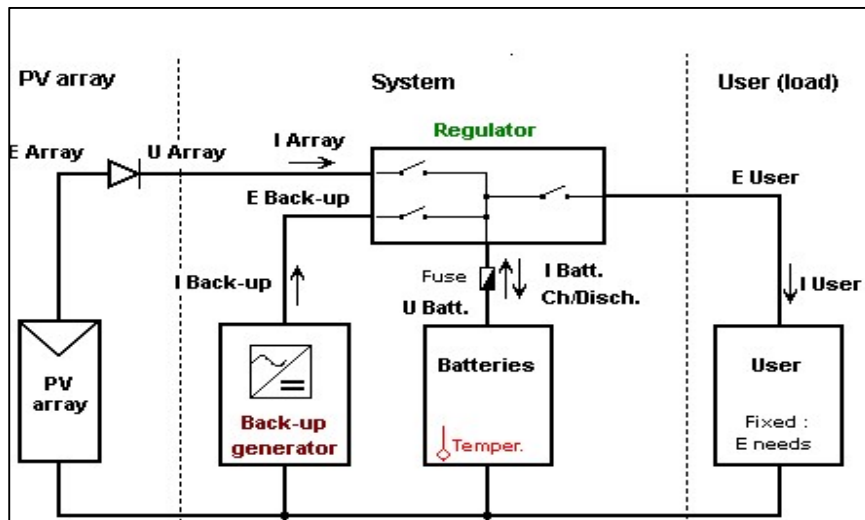 PV array
System
User (load)
Regulator
I Array
E Array
U Array
E Back-up
E User
I Back-up
Fuse
I Batt.
Ch/Disch.
U Batt.
I User
PV
array
Back-up
generator
Batteries
Temper.
User
Fixed :
E needs